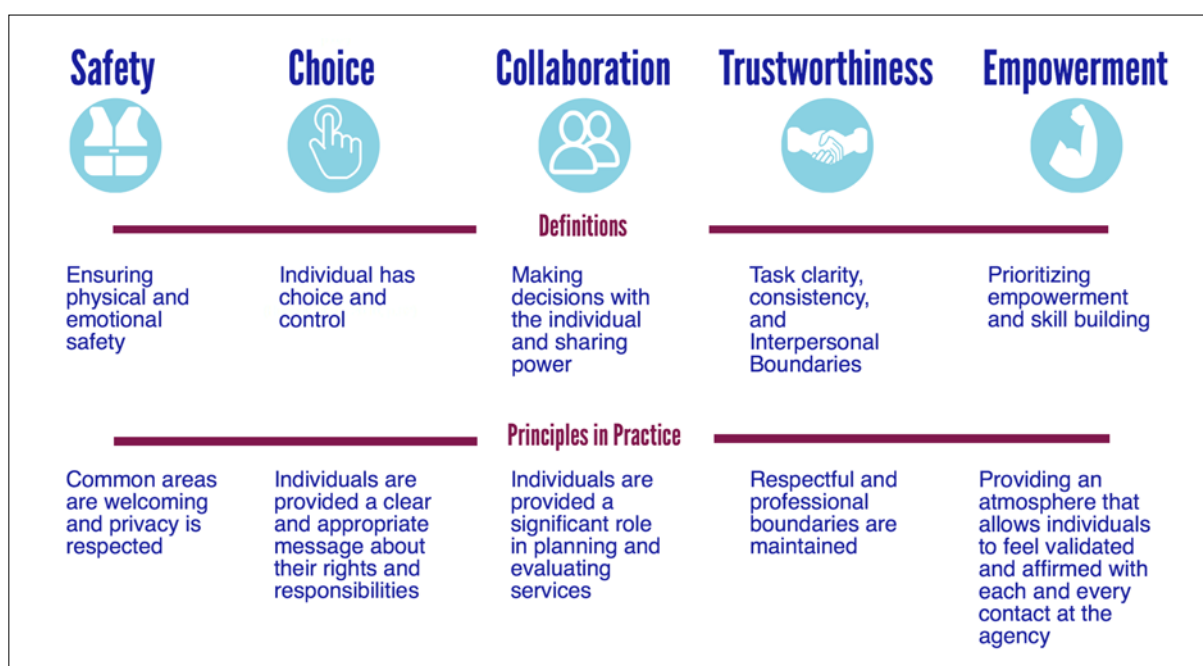 Safety
Choice
Collaboration
Trustworthiness
Empowerment
Definitions
Ensuring
physical and
emotional
safety
Individual has
choice and
control
Making
decisions with
the individual
and sharing
power
Task clarity,
consistency,
and
Interpersonal
Boundaries
Prioritizing
empowerment
and skill building
Principles in Practice
Common areas
are welcoming
and privacy is
respected
Individuals are
provided a clear
and appropriate
message about
their rights and
responsibilities
Individuals are
provided a
significant role
in planning and
evaluating
services
Respectful and
professional
boundaries are
maintained
Providing an
atmosphere that
allows individuals
to feel validated
and affirmed with
each and every
contact at the
agency